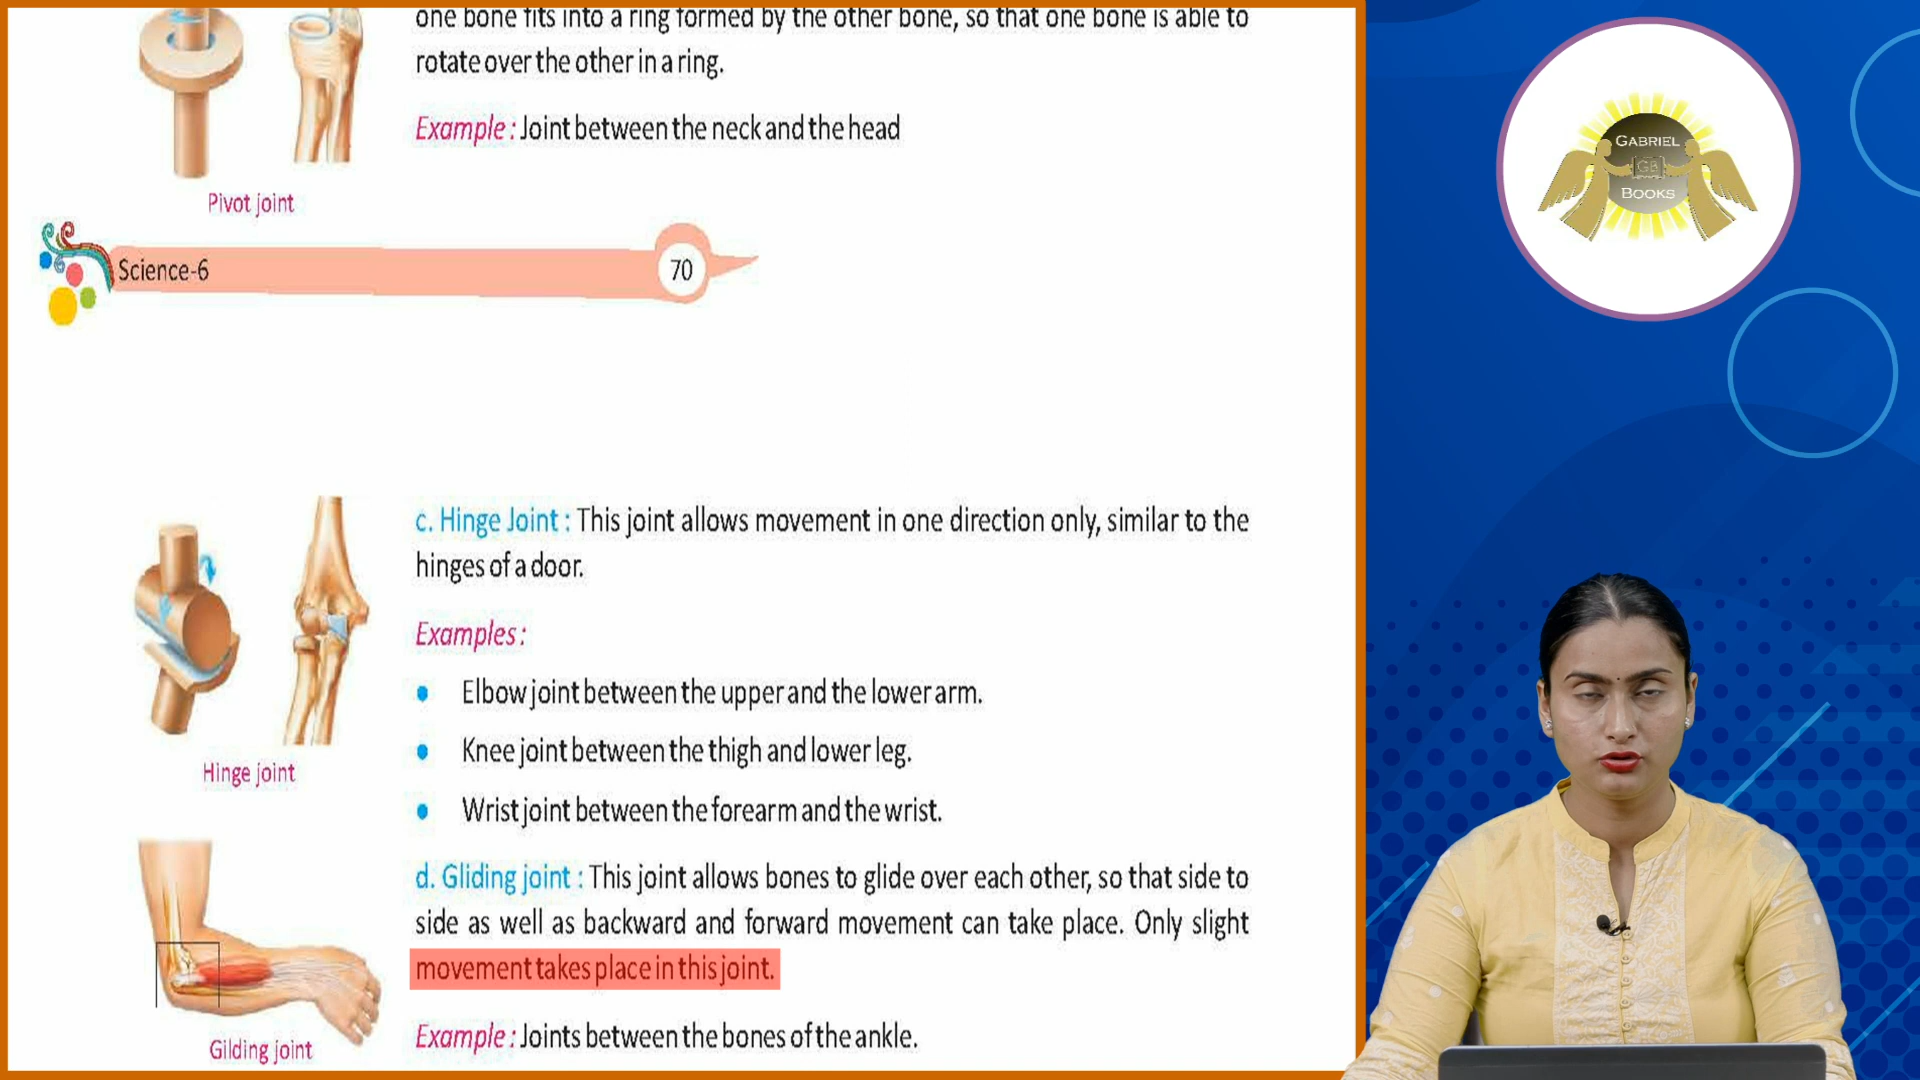 one bone fits into a ring formed by the other bone, so that one bone is able to
rotate over the other in a ring.
Example : Joint between the neck and the head
Pivot joint
Science-6
70
c. Hinge Joint : This joint allows movement in one direction only, similar to the
hinges of a door.
Examples :
Elbow joint between the upper and the lower arm.
Knee joint between the thigh and lower leg.
Wrist joint between the forearm and the wrist.
Hinge joint
d. Gliding joint : This joint allows bones to glide over each other, so that side to
side as well as backward and forward movement can take place. Only slight
movement takes place in this joint.
Example : Joints between the bones of the ankle.
Gilding joint
GABRIEL
GB
BOOKS